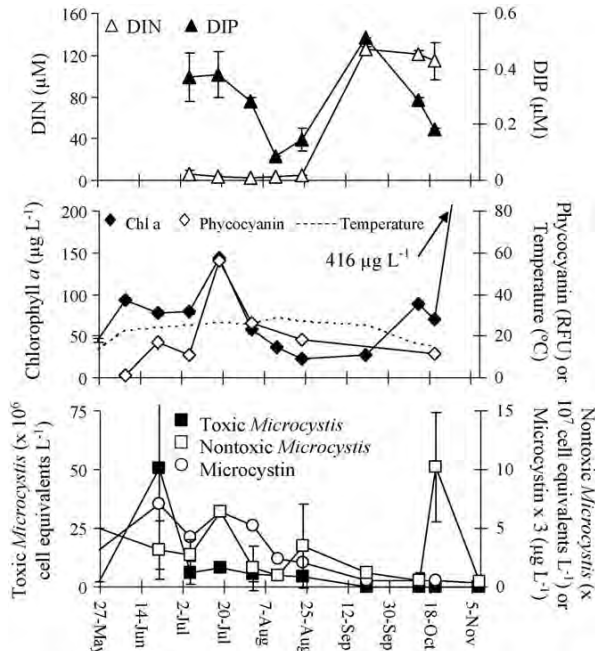 DIN DIP
160
120
80
40
0
DIN
(μM)
0.6
0.4
0.2
0
DIP
(μM)
Chl a Phycocyanin Temperature
416 μg L-1
200
150
100
50
0
Chlorophyll a (μg L-1)
80
60
40
20
0
Phycocyanin (RFU) or
Temperature (°C)
Toxic Microcystis
Nontoxic Microcystis
Microcystin
75
50
25
0
Toxic Microcystis (x 10⁶
cell equivalents L-1)
15
10
5
0
Nontoxic Microcystis (x
10⁷ cell equivalents L-1) or
Microcystin x 3 (μg L-1)
27-May
14-Jun
2-Jul
20-Jul
7-Aug
25-Aug
12-Sep
30-Sep
18-Oct
5-Nov